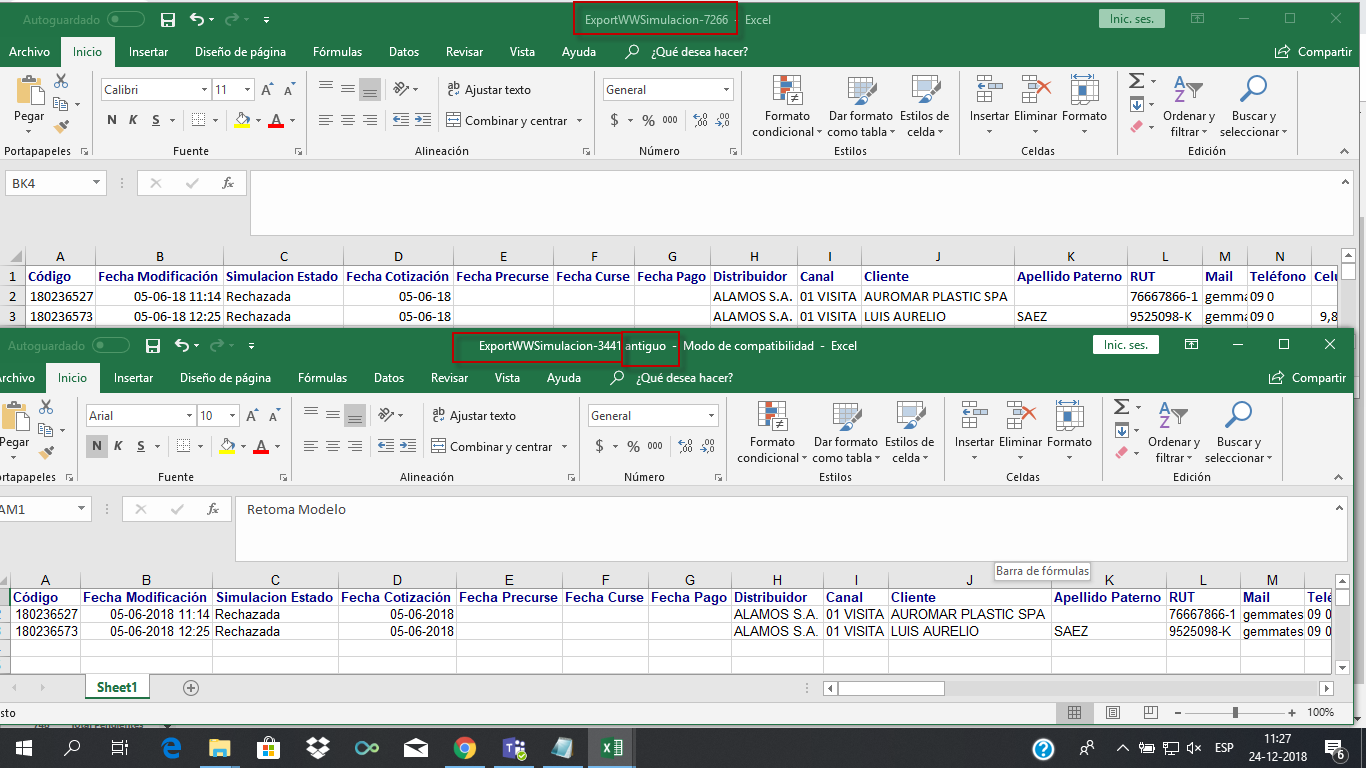 Autoguardado ExportWWSimulacion-7266 - Excel Inic. ses.
Archivo Inicio Insertar Diseño de página Fórmulas Datos Revisar Vista Ayuda ¿Qué desea hacer? Compartir
Calibri 11 Ajustar texto General
Pegar N K S Combinar y centrar $ % 000 Formato condicional Dar formato como tabla Estilos de celda Insertar Eliminar Formato Ordenar y filtrar Buscar y seleccionar
Portapapeles Fuente Alineación Número Estilos Celdas Edición
BK4 fx
A B C D E F G H I J K L M N
1 Código Fecha Modificación Simulacion Estado Fecha Cotización Fecha Precurse Fecha Curse Fecha Pago Distribuidor Canal Cliente Apellido Paterno RUT Mail Teléfono Celu
2 180236527 05-06-18 11:14 Rechazada 05-06-18 ALAMOS S.A. 01 VISITA AUROMAR PLASTIC SPA 76667866-1 gemma 09 0
3 180236573 05-06-18 12:25 Rechazada 05-06-18 ALAMOS S.A. 01 VISITA LUIS AURELIO SAEZ 9525098-K gemma 09 0 9,8
Autoguardado ExportWWSimulacion-3441 antiguo - Modo de compatibilidad - Excel Inic. ses.
rchivo Inicio Insertar Diseño de página Fórmulas Datos Revisar Vista Ayuda ¿Qué desea hacer? Compartir
Arial 10 Ajustar texto General
Pegar N K S Combinar y centrar $ % 000 Formato condicional Dar formato como tabla Estilos de celda Insertar Eliminar Formato Ordenar y filtrar Buscar y seleccionar
rtapapeles Fuente Alineación Número Estilos Celdas Edición
AM1 fx Retoma Modelo
Barra de fórmulas
A B C D E F G H I J K L M
Código Fecha Modificación Simulacion Estado Fecha Cotización Fecha Precurse Fecha Curse Fecha Pago Distribuidor Canal Cliente Apellido Paterno RUT Mail Telé
180236527 05-06-2018 11:14 Rechazada 05-06-2018 ALAMOS S.A. 01 VISITA AUROMAR PLASTIC SPA 76667866-1 gemmates 09 0
180236573 05-06-2018 12:25 Rechazada 05-06-2018 ALAMOS S.A. 01 VISITA LUIS AURELIO SAEZ 9525098-K gemmates 09 0
Sheet1
sto 100%
ESP 11:27
24-12-2018 6